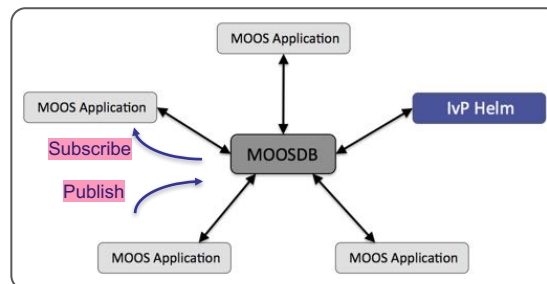 MOOS Application
MOOS Application
IvP Helm
Subscribe
MOOSDB
Publish
MOOS Application
MOOS Application